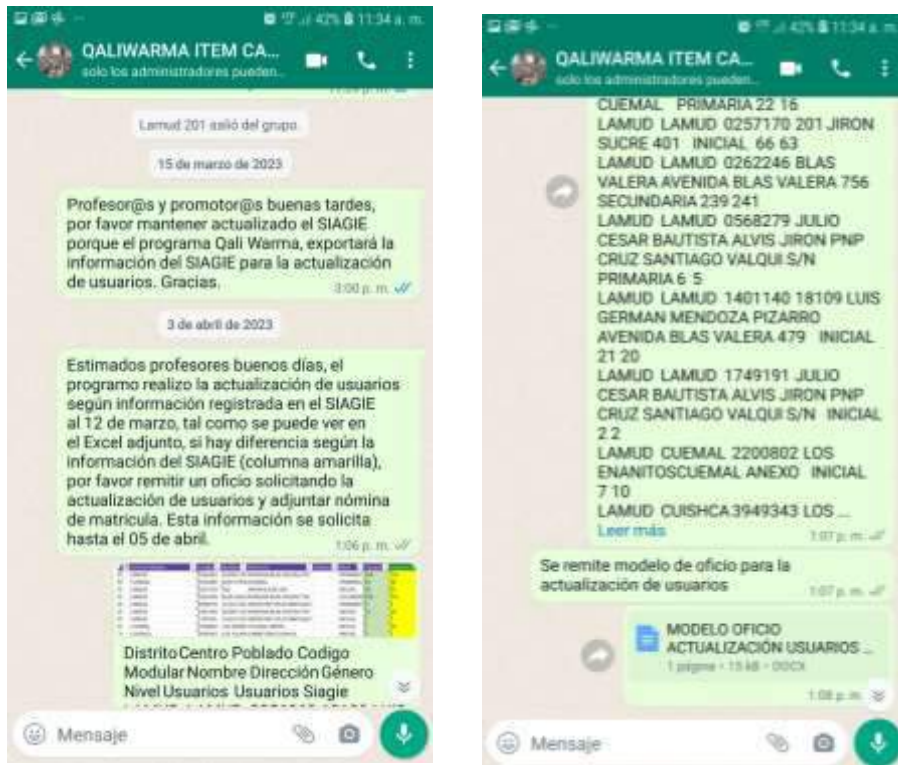 42% 11:34 a. m.
QALIWARMA ITEM CA...
solo los administradores pueden...
Lamud 201 salió del grupo
15 de marzo de 2023
Profesor@s y promotor@s buenas tardes,
por favor mantener actualizado el SIAGIE
porque el programa Qali Warma, exportará la
información del SIAGIE para la actualización
de usuarios. Gracias.
3:00 p. m.
3 de abril de 2023
Estimados profesores buenos días, el
programo realizo la actualización de usuarios
según información registrada en el SIAGIE
al 12 de marzo, tal como se puede ver en
el Excel adjunto, si hay diferencia según la
información del SIAGIE (columna amarilla),
por favor remitir un oficio solicitando la
actualización de usuarios y adjuntar nómina
de matricula. Esta información se solicita
hasta el 05 de abril.
1:06 p. m.
Distrito Centro Poblado Codigo
Modular Nombre Dirección Género
Nivel Usuarios Usuarios Siagie
Mensaje
42% 11:34 a. m.
QALIWARMA ITEM CA...
solo los administradores pueden...
CUEMAL PRIMARIA 22 16
LAMUD LAMUD 0257170 201 JIRON
SUCRE 401 INICIAL 66 63
LAMUD LAMUD 0262246 BLAS
VALERA AVENIDA BLAS VALERA 756
SECUNDARIA 239 241
LAMUD LAMUD 0568279 JULIO
CESAR BAUTISTA ALVIS JIRON PNP
CRUZ SANTIAGO VALQUI S/N
PRIMARIA 6 5
LAMUD LAMUD 1401140 18109 LUIS
GERMAN MENDOZA PIZARRO
AVENIDA BLAS VALERA 479 INICIAL
21 20
LAMUD LAMUD 1749191 JULIO
CESAR BAUTISTA ALVIS JIRON PNP
CRUZ SANTIAGO VALQUI S/N INICIAL
2 2
LAMUD CUEMAL 2200802 LOS
ENANITOSCUEMAL ANEXO INICIAL
7 10
LAMUD CUISHCA 3949343 LOS ...
Leer más
1:07 p. m.
Se remite modelo de oficio para la
actualización de usuarios
1:07 p. m.
MODELO OFICIO
ACTUALIZACIÓN USUARIOS ...
1 página • 15 kB • DOCX
1:08 p. m.
Mensaje